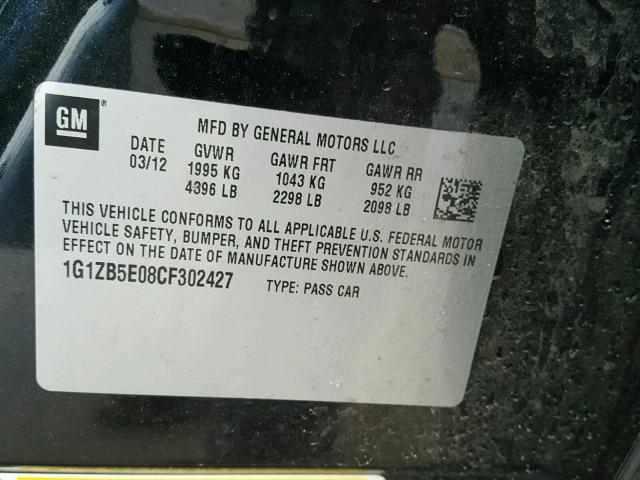 GM ®
MFD BY GENERAL MOTORS LLC
DATE GVWR GAWR FRT GAWR RR
03/12 1995 KG 1043 KG 952 KG
4396 LB 2298 LB 2098 LB
THIS VEHICLE CONFORMS TO ALL APPLICABLE U.S. FEDERAL MOTOR
VEHICLE SAFETY, BUMPER, AND THEFT PREVENTION STANDARDS IN
EFFECT ON THE DATE OF MANUFACTURE SHOWN ABOVE.
1G1ZB5E08CF302427 TYPE: PASS CAR